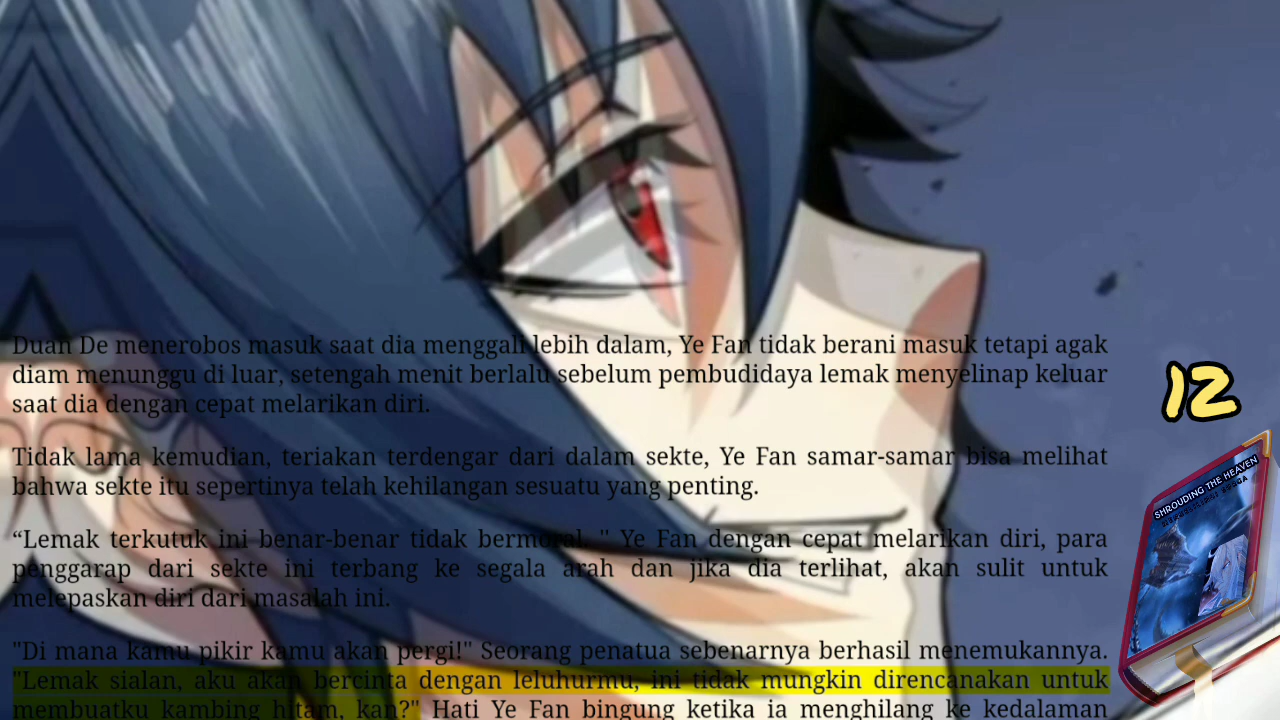 Duan De menerobos masuk saat dia menggali lebih dalam, Ye Fan tidak berani masuk tetapi agak
diam menunggu di luar, setengah menit berlalu sebelum pembudidaya lemak menyelinap keluar
saat dia dengan cepat melarikan diri.
Tidak lama kemudian, teriakan terdengar dari dalam sekte, Ye Fan samar-samar bisa melihat
bahwa sekte itu sepertinya telah kehilangan sesuatu yang penting.
“Lemak terkutuk ini benar-benar tidak bermoral. " Ye Fan dengan cepat melarikan diri, para
penggarap dari sekte ini terbang ke segala arah dan jika dia terlihat, akan sulit untuk
melepaskan diri dari masalah ini.
"Di mana kamu pikir kamu akan pergi!" Seorang penatua sebenarnya berhasil menemukannya.
"Lemak sialan, aku akan bercinta dengan leluhurmu, ini tidak mungkin direncanakan untuk
membuatku kambing hitam, kan?" Hati Ye Fan bingung ketika ia menghilang ke kedalaman
12
SHROUDING THE HEAVEN